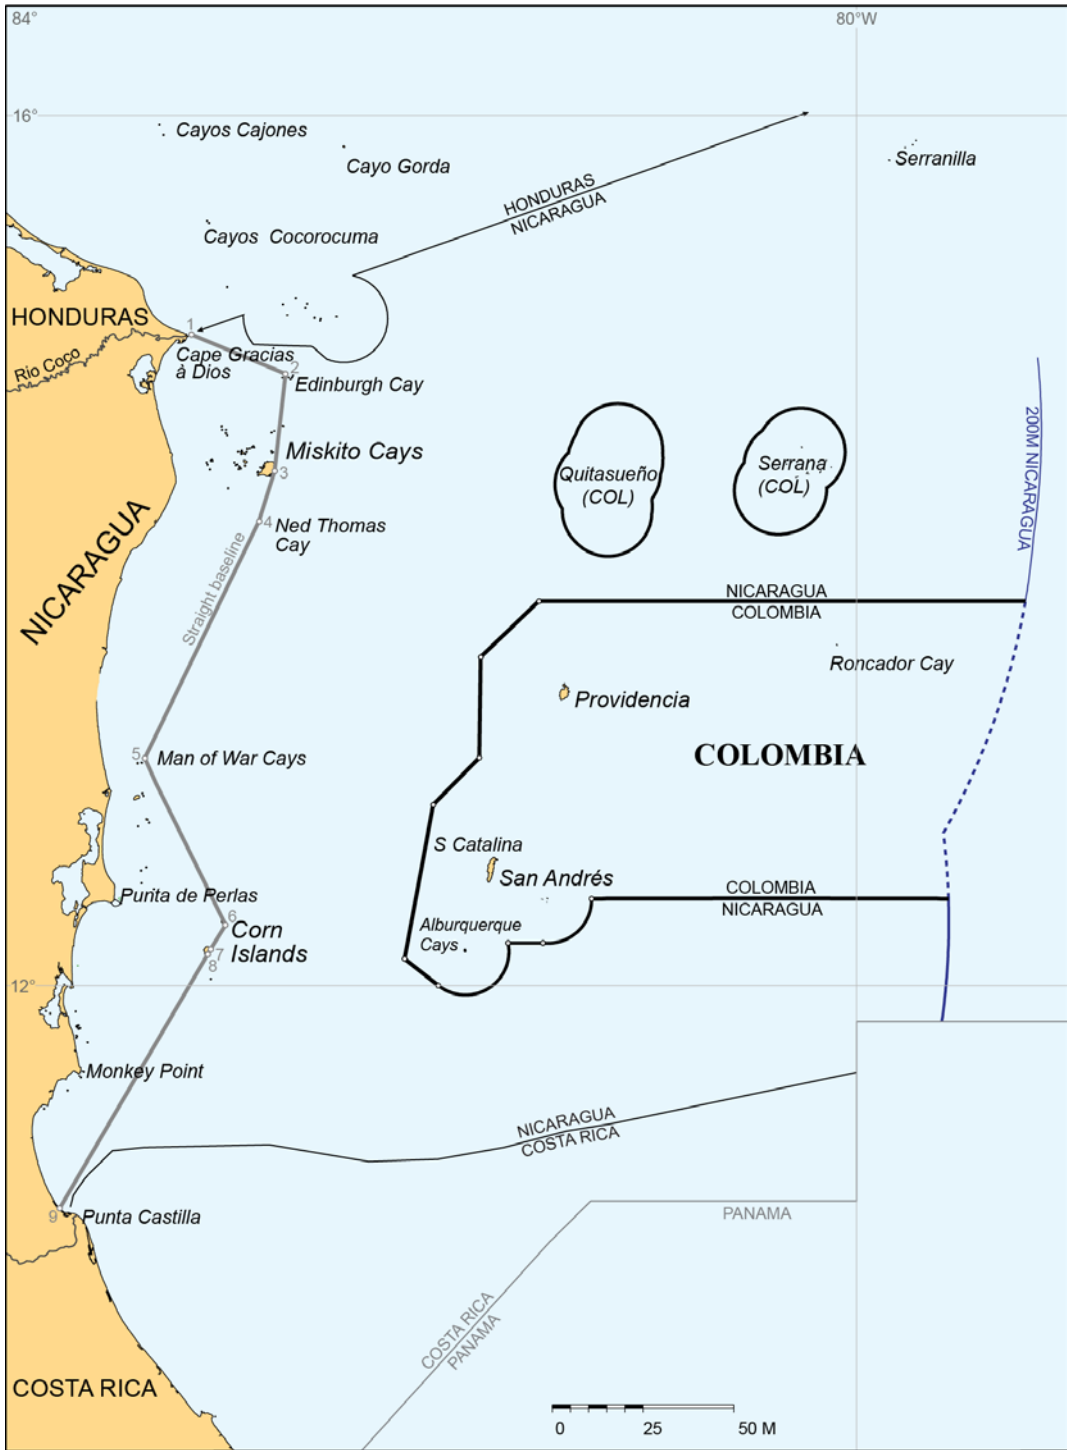 84°
80°W
16°
Cayos Cajones
Cayo Gorda
Serranilla
HONDURAS
NICARAGUA
Cayos Cocorocuma
HONDURAS
1
Rio Coco
Cape Gracias
à Dios
2
Edinburgh Cay
Miskito Cays
3
4
Ned Thomas
Cay
Quitasueño
(COL)
Serrana
(COL)
200M NICARAGUA
NICARAGUA
Straight baseline
NICARAGUA
COLOMBIA
Roncador Cay
Providencia
COLOMBIA
5
Man of War Cays
S Catalina
San Andrés
Punta de Perlas
COLOMBIA
NICARAGUA
6
Corn
Islands
7
8
Alburquerque
Cays
12°
Monkey Point
NICARAGUA
COSTA RICA
9
Punta Castilla
PANAMA
COSTA RICA
PANAMA
COSTA RICA
0 25 50 M